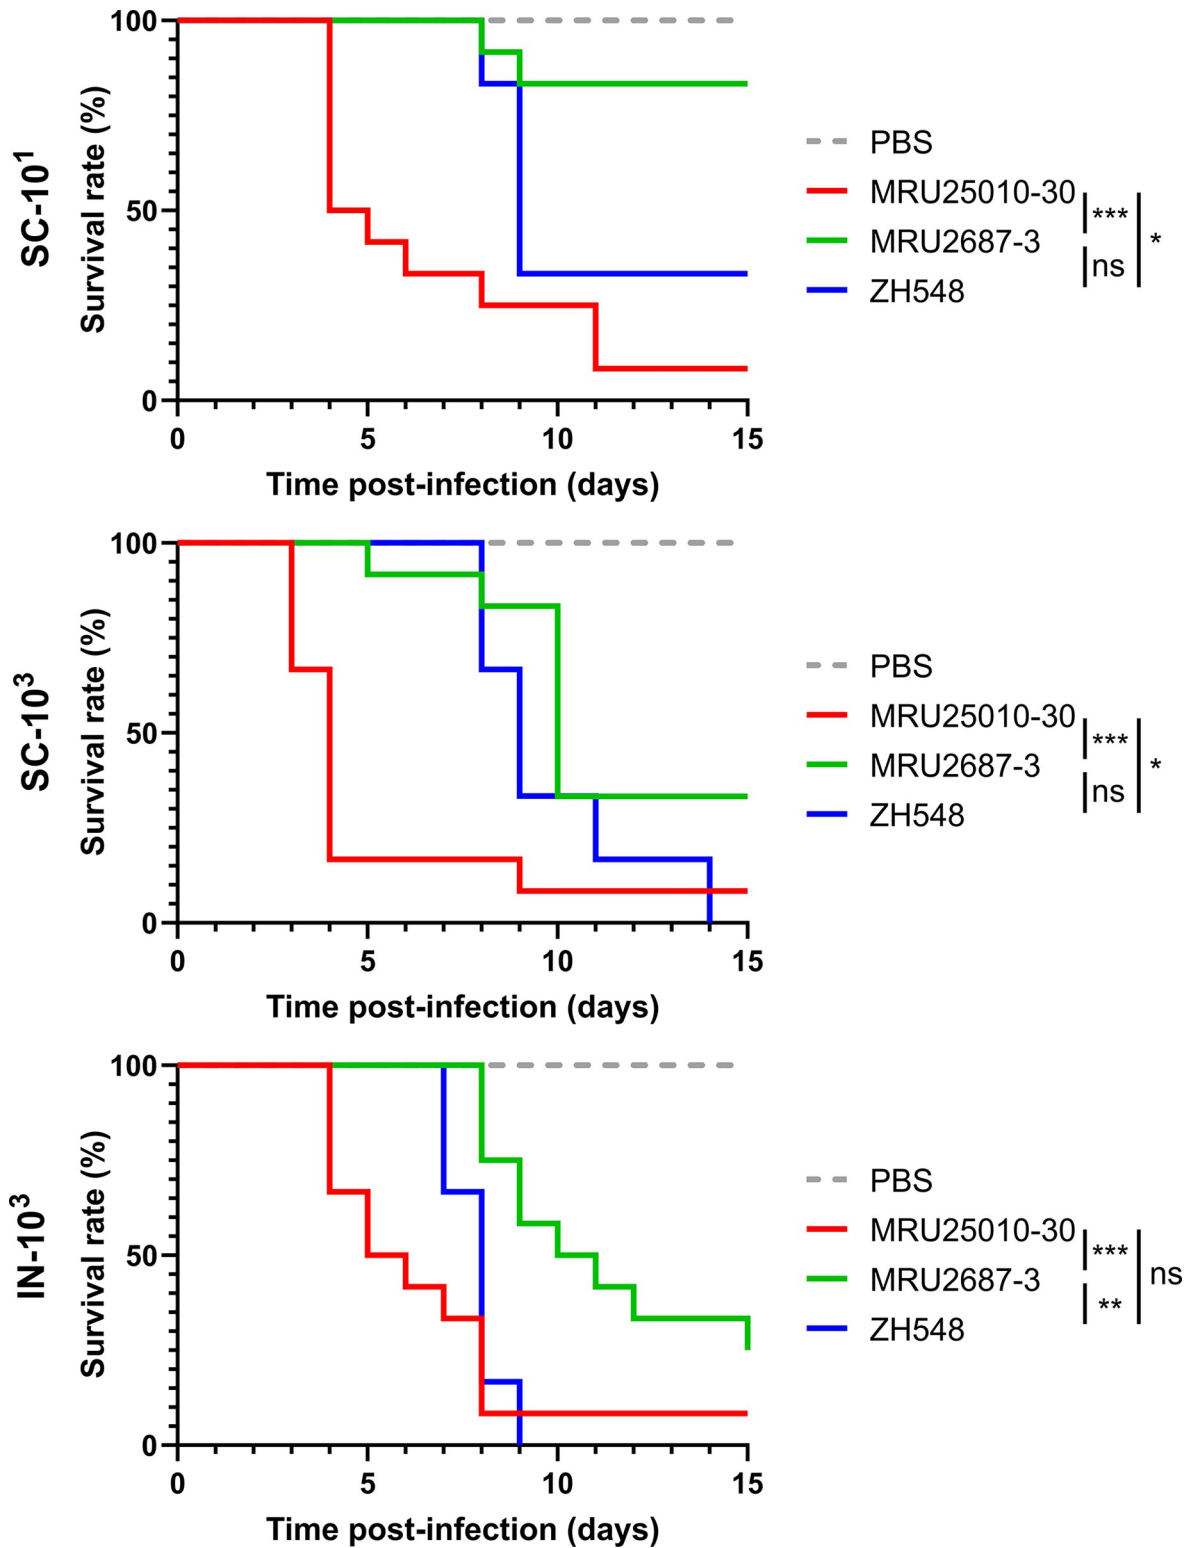 SC-10¹
Survival rate (%)
100
50
0
0 5 10 15
Time post-infection (days)
PBS
MRU25010-30
MRU2687-3
ZH548
***
ns
*
SC-10³
Survival rate (%)
100
50
0
0 5 10 15
Time post-infection (days)
PBS
MRU25010-30
MRU2687-3
ZH548
***
ns
*
IN-10³
Survival rate (%)
100
50
0
0 5 10 15
Time post-infection (days)
PBS
MRU25010-30
MRU2687-3
ZH548
***
**
ns